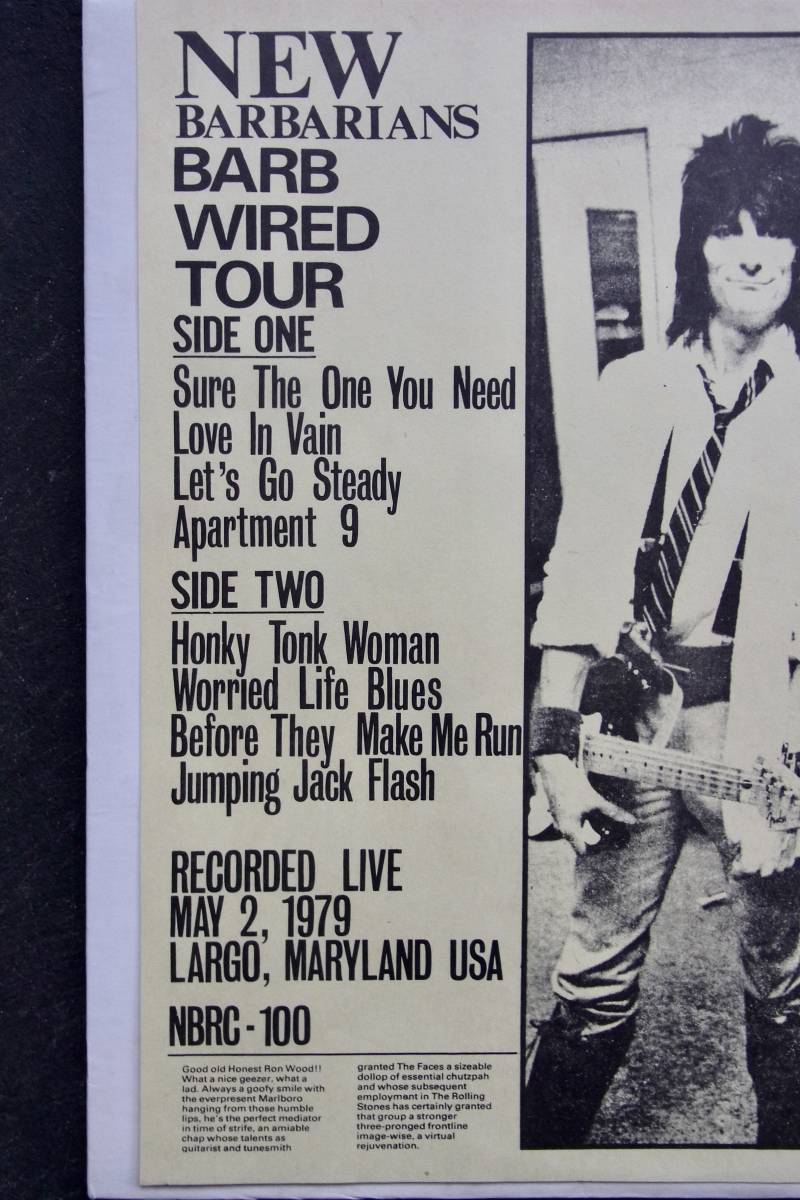 NEW
BARBARIANS
BARB
WIRED
TOUR
SIDE ONE
Sure The One You Need
Love In Vain
Let's Go Steady
Apartment 9
SIDE TWO
Honky Tonk Woman
Worried Life Blues
Before They Make Me Run
Jumping Jack Flash
RECORDED LIVE
MAY 2, 1979
LARGO, MARYLAND USA
NBRC-100
Good old Honest Ron Wood!!
What a nice geezer, what a
lad. Always a goofy smile with
the everpresent Marlboro
hanging from those humble
lips, he's the perfect mediator
in time of strife, an amiable
chap whose talents as
guitarist and tunesmith
granted The Faces a sizeable
dollop of essential chutzpah
and whose subsequent
employment in The Rolling
Stones has certainly granted
that group a stronger
three-pronged frontline
image-wise, a virtual
rejuvenation.